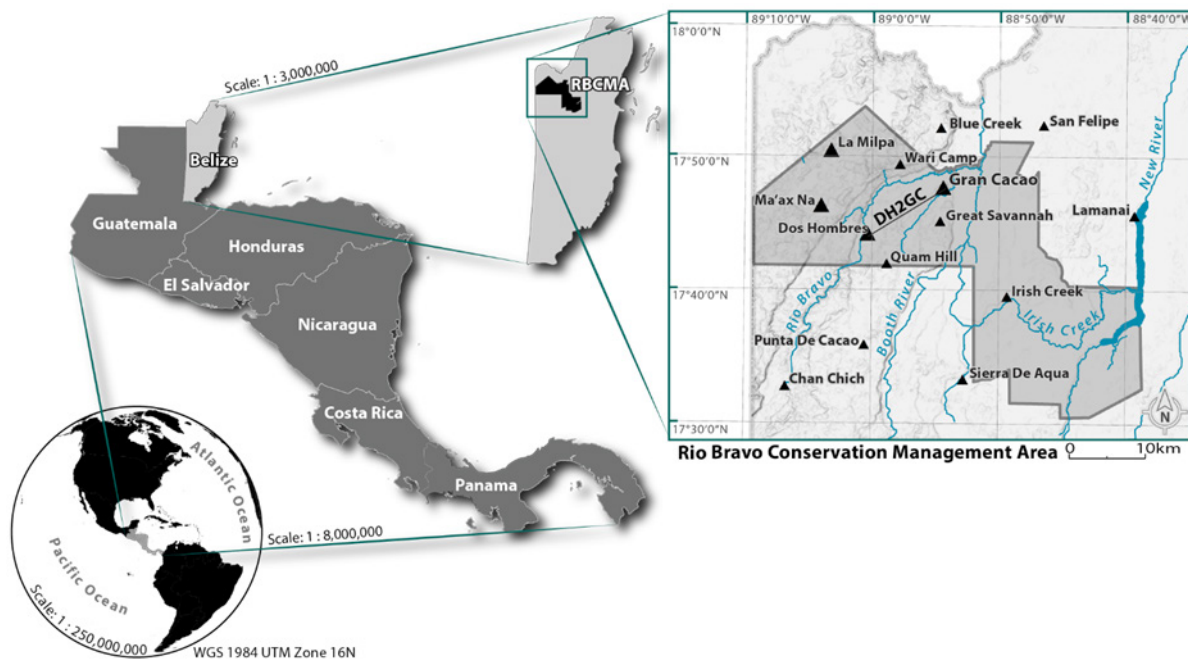 Scale: 1 : 3,000,000
RBCMA
Belize
Guatemala
Honduras
El Salvador
Nicaragua
Costa Rica
Panama
Atlantic Ocean
Pacific Ocean
Scale: 1 : 8,000,000
Scale: 1 : 250,000,000
WGS 1984 UTM Zone 16N
89°10'0"W 89°0'0"W 88°50'0"W 88°40'0"W
18°0'0"N
17°50'0"N
17°40'0"N
17°30'0"N
Blue Creek
San Felipe
La Milpa
Wari Camp
New River
Gran Cacao
Ma'ax Na
DH2GC
Great Savannah
Lamanai
Dos Hombres
Quam Hill
Rio Bravo
Booth River
Irish Creek
Irish Creek
Punta De Cacao
Chan Chich
Sierra De Aqua
N
Rio Bravo Conservation Management Area
0 10km